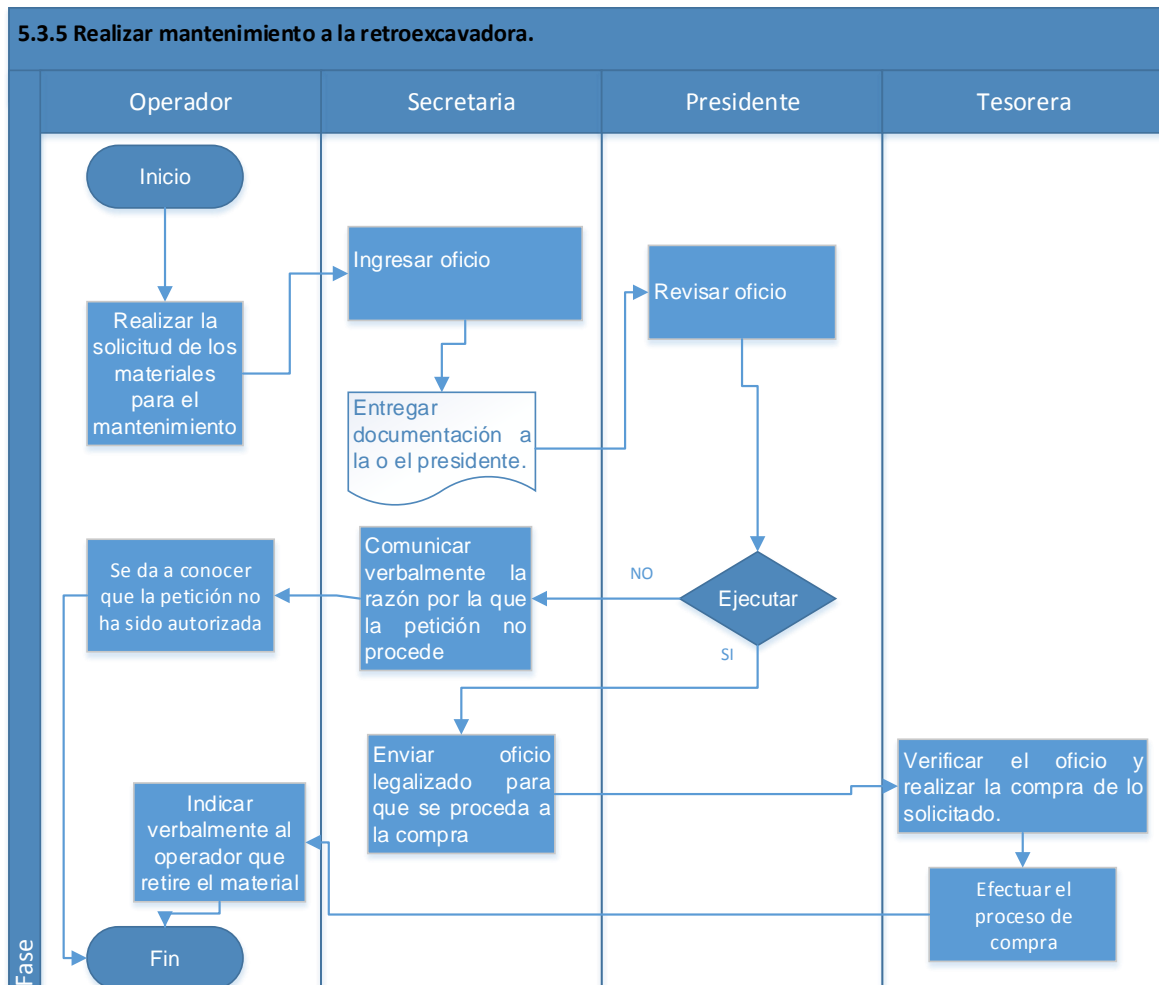 5.3.5 Realizar mantenimiento a la retroexcavadora.
Operador
Secretaria
Presidente
Tesorera
Inicio
Ingresar oficio
Revisar oficio
Realizar la
solicitud de los
materiales
para el
mantenimiento
Entregar
documentación a
la o el presidente.
Se da a conocer
que la petición no
ha sido autorizada
Comunicar
verbalmente la
razón por la que
la petición no
procede
NO
Ejecutar
SI
Enviar oficio
legalizado para
que se proceda a
la compra
Verificar el oficio y
realizar la compra de lo
solicitado.
Indicar
verbalmente al
operador que
retire el material
Efectuar el
proceso de
compra
Fin
Fase